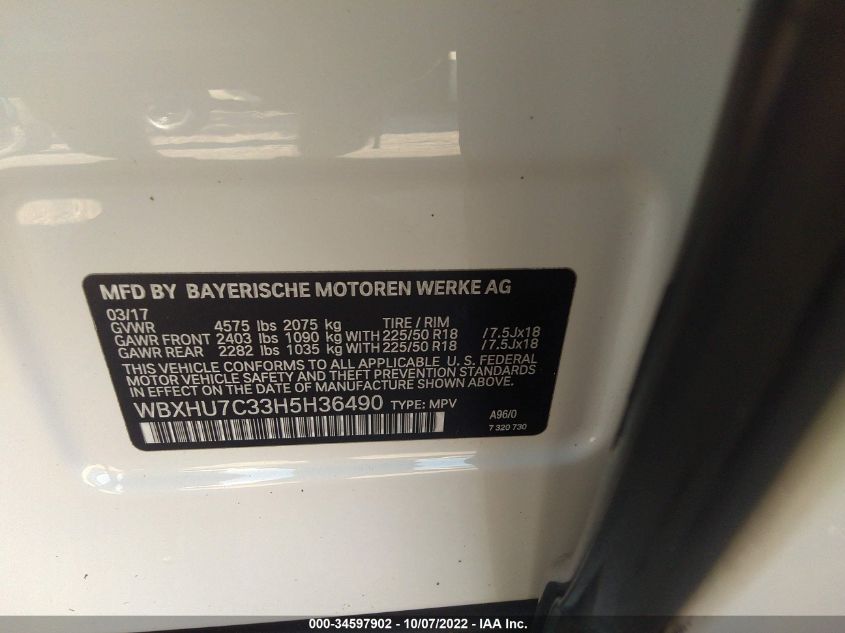 MFD BY BAYERISCHE MOTOREN WERKE AG
03/17
GVWR 4575 lbs 2075 kg TIRE / RIM
GAWR FRONT 2403 lbs 1090 kg WITH 225/50 R18 /7.5Jx18
GAWR REAR 2282 lbs 1035 kg WITH 225/50 R18 /7.5Jx18
THIS VEHICLE CONFORMS TO ALL APPLICABLE U. S. FEDERAL
MOTOR VEHICLE SAFETY AND THEFT PREVENTION STANDARDS
IN EFFECT ON THE DATE OF MANUFACTURE SHOWN ABOVE.
WBXHU7C33H5H36490 TYPE: MPV A96/0
7 320 730
000-34597902 - 10/07/2022 - IAA Inc.